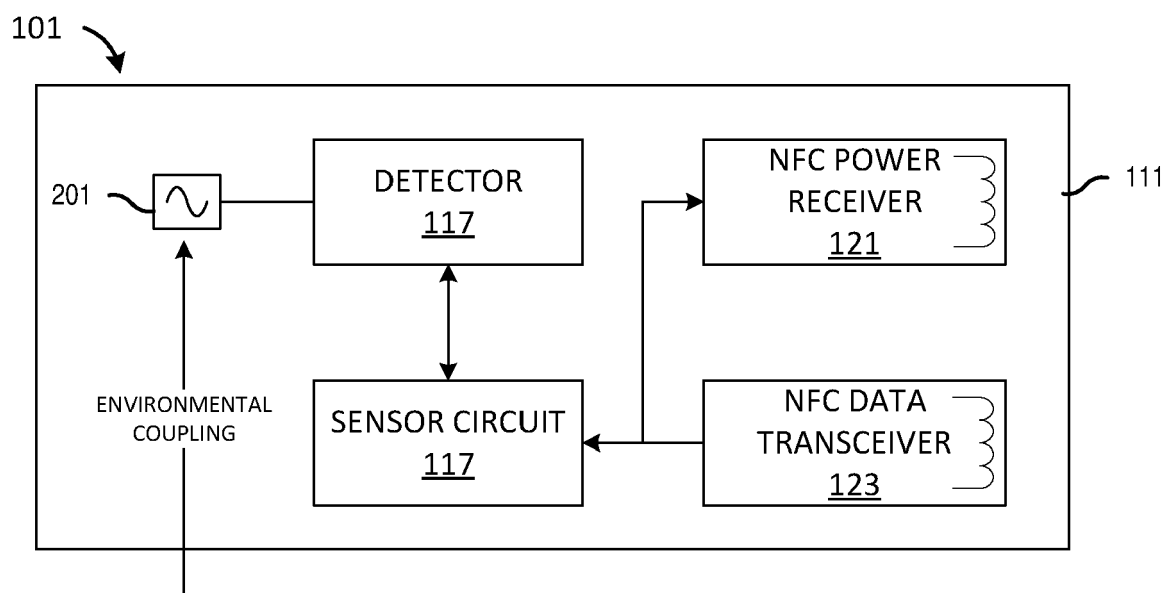 101
201
DETECTOR
117
NFC POWER
RECEIVER
121
111
ENVIRONMENTAL
COUPLING
SENSOR CIRCUIT
117
NFC DATA
TRANSCEIVER
123